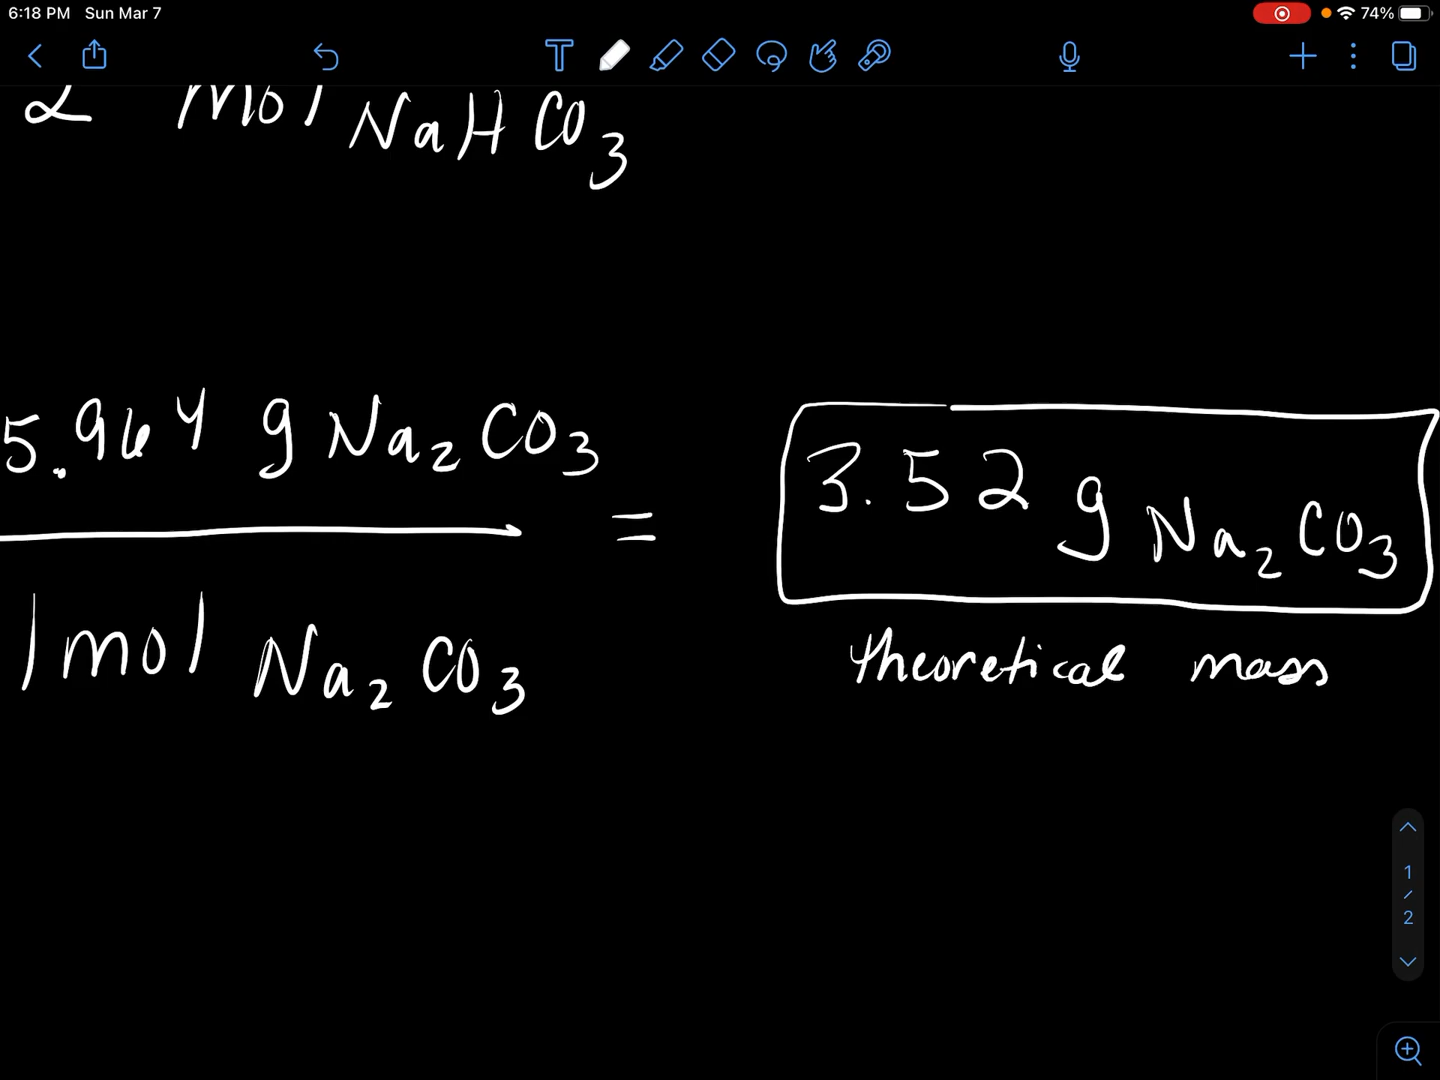 6:18 PM Sun Mar 7
74%
T
2 mol NaHCO3
5.964 g Na2CO3
1 mol Na2CO3
=
3.52 g Na2CO3
theoretical mass
1
/
2